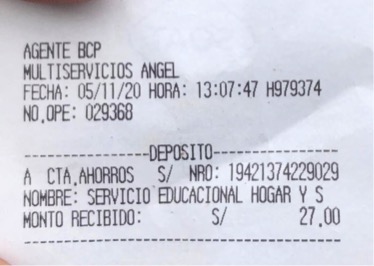 AGENTE BCP
MULTISERVICIOS ANGEL
FECHA: 05/11/20 HORA: 13:07:47 H979374
NO.OPE: 029368
-----------------DEPOSITO-----------------
A CTA.AHORROS S/ NRO: 19421374229029
NOMBRE: SERVICIO EDUCACIONAL HOGAR Y S
MONTO RECIBIDO: S/ 27.00
------------------------------------------